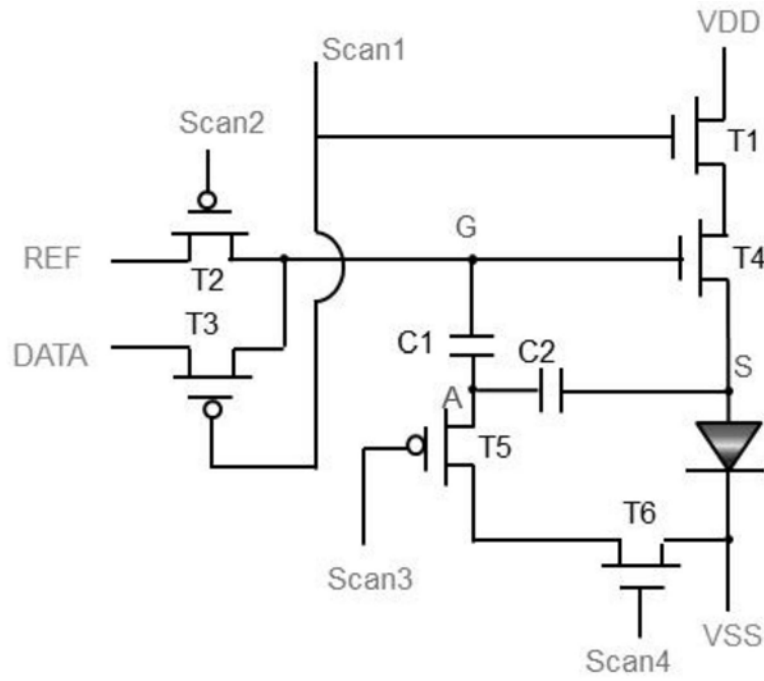 VDD
Scan1
Scan2
T1
G
REF
T2
T4
T3
DATA
C1
C2
S
A
T5
T6
Scan3
VSS
Scan4